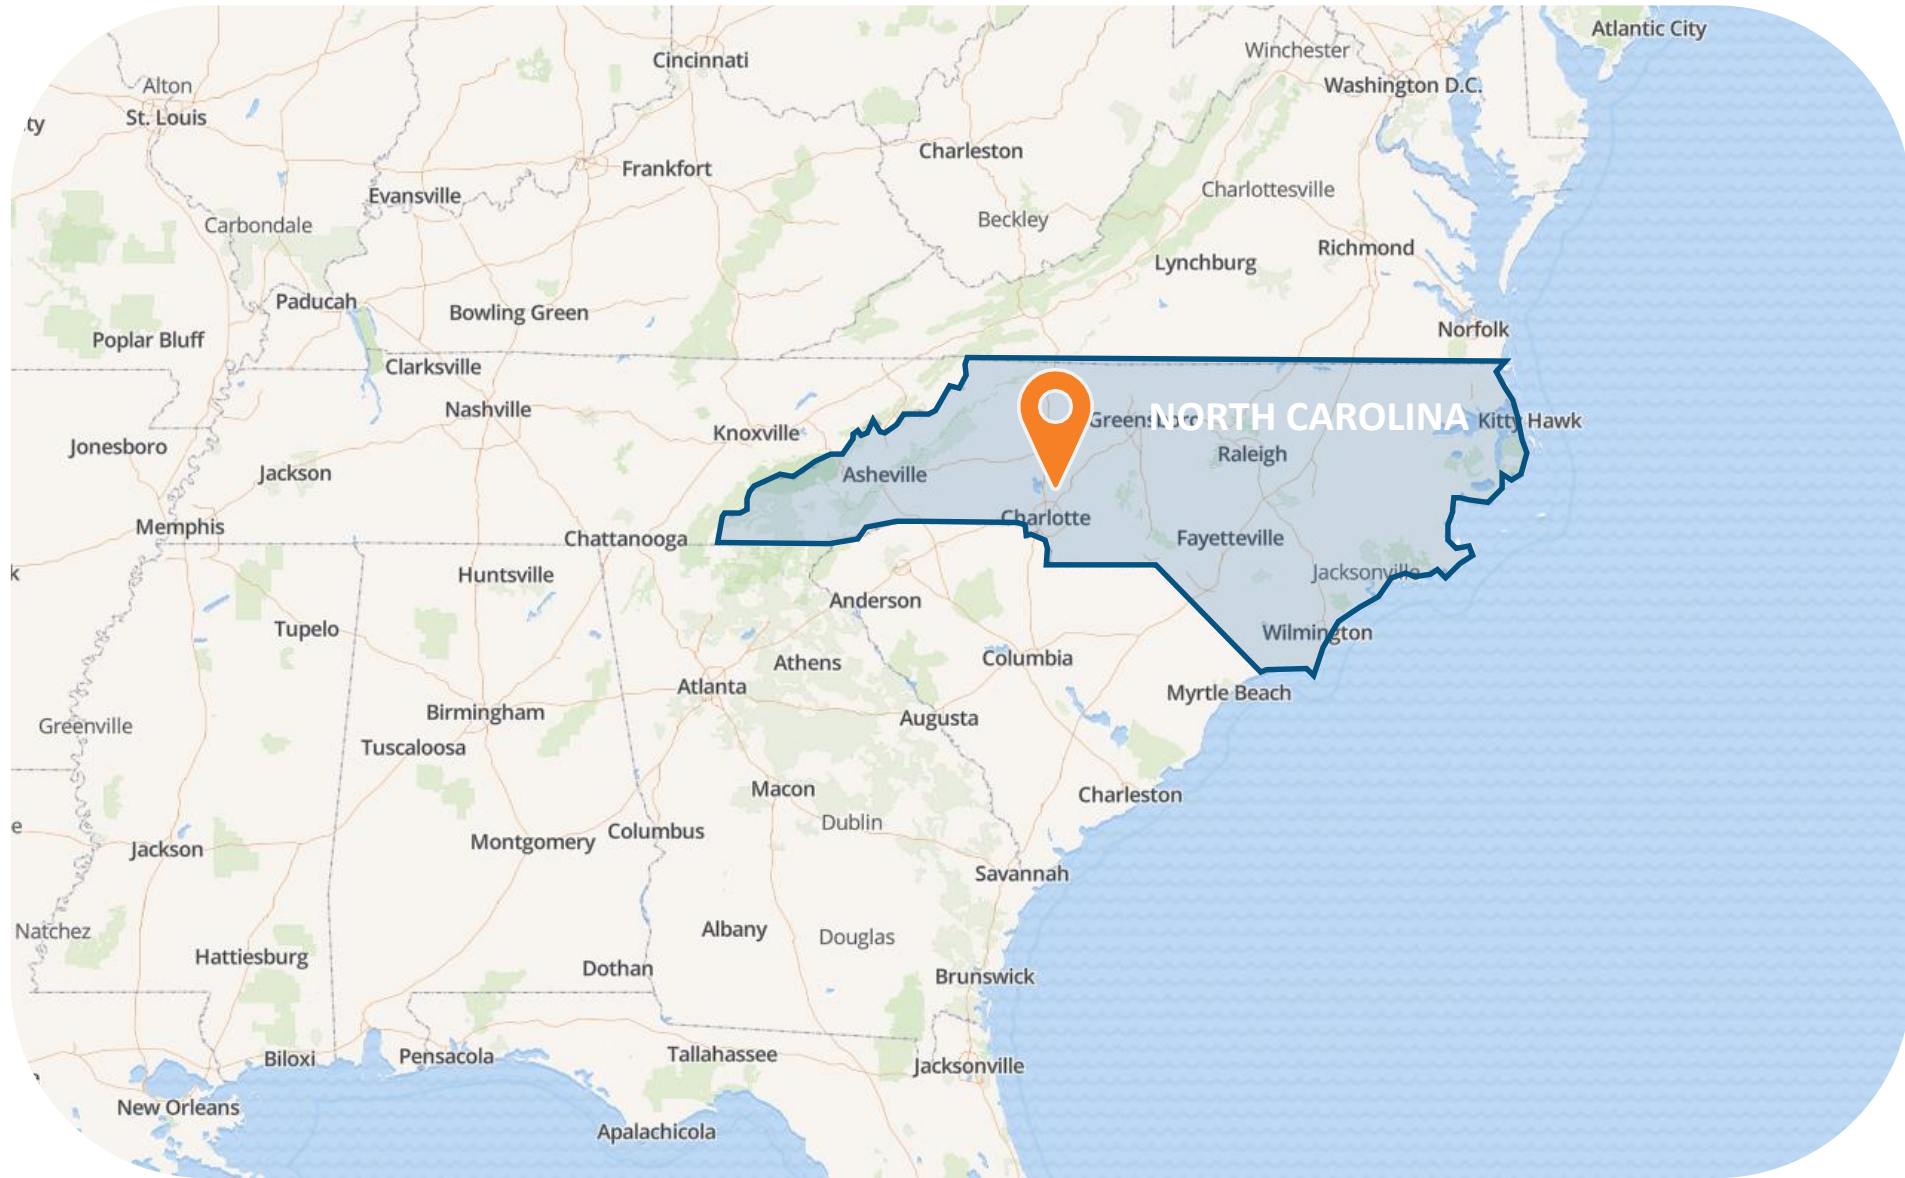 Atlantic City
Winchester
Cincinnati
Washington D.C.
Alton
St. Louis
ty
Charleston
Frankfort
Charlottesville
Evansville
Beckley
Carbondale
Richmond
Lynchburg
Paducah
Bowling Green
Norfolk
Poplar Bluff
Clarksville
Nashville
NORTH CAROLINA
Greensboro
Kitty Hawk
Knoxville
Jonesboro
Raleigh
Jackson
Asheville
Charlotte
Memphis
Chattanooga
Fayetteville
k
Huntsville
Jacksonville
Anderson
Tupelo
Wilmington
Columbia
Athens
Atlanta
Myrtle Beach
Birmingham
Augusta
Greenville
Tuscaloosa
Macon
Charleston
Dublin
e
Columbus
Montgomery
Jackson
Savannah
Albany
Natchez
Douglas
Hattiesburg
Dothan
Brunswick
Tallahassee
Pensacola
Biloxi
Jacksonville
New Orleans
Apalachicola